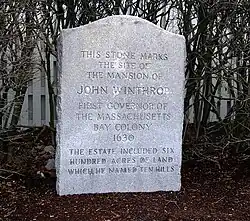 THIS STONE MARKS
THE SITE OF
THE MANSION OF
JOHN WINTHROP
FIRST GOVERNOR OF
THE MASSACHUSETTS
BAY COLONY
1630
THE ESTATE INCLUDED SIX
HUNDRED ACRES OF LAND
WHICH HE NAMED TEN HILLS